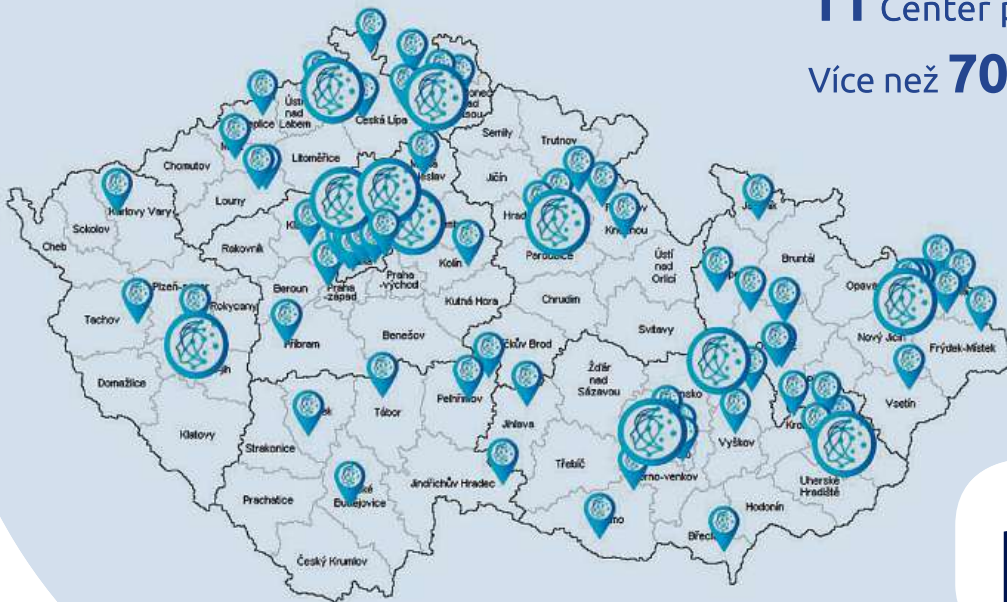 11 Center p
Více než 70
Ústí
nad
Labem
Česká Lípa
Semily
Trutnov
Chomutov
Litoměřice
Jičín
Louny
Karlovy Vary
Sokolov
Cheb
Rakovník
Kolín
Pardubice
Ústí
nad
Orlicí
Bruntál
Beroun
Praha
-západ
Praha
-východ
Rokycany
Tachov
Kutná Hora
Chrudim
Příbram
Benešov
Svitavy
Nový Jičín
Frýdek-Místek
Domažlice
Žďár
nad
Sázavou
Vsetín
Tábor
Pelhřimov
Klatovy
Jihlava
Strakonice
Vyškov
Třebíč
Uherské
Hradiště
Prachatice
Jindřichův Hradec
Hodonín
Český Krumlov